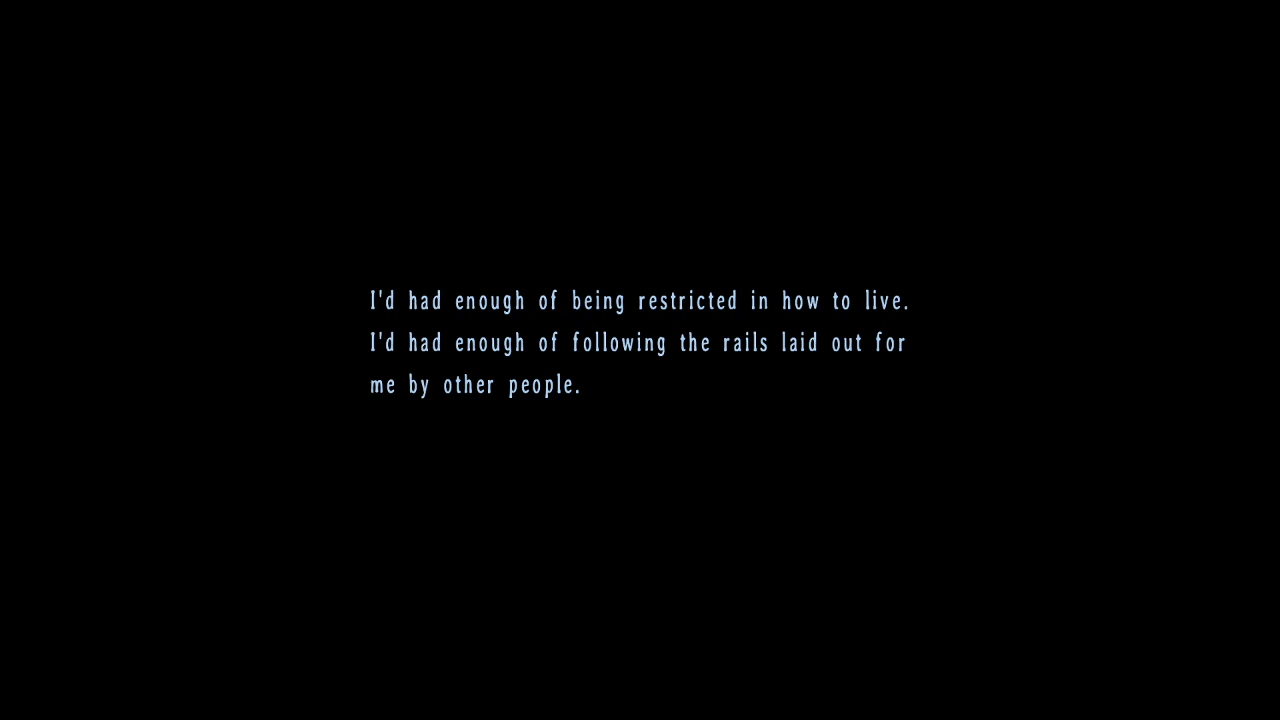 I'd had enough of being restricted in how to live.
I'd had enough of following the rails laid out for
me by other people.